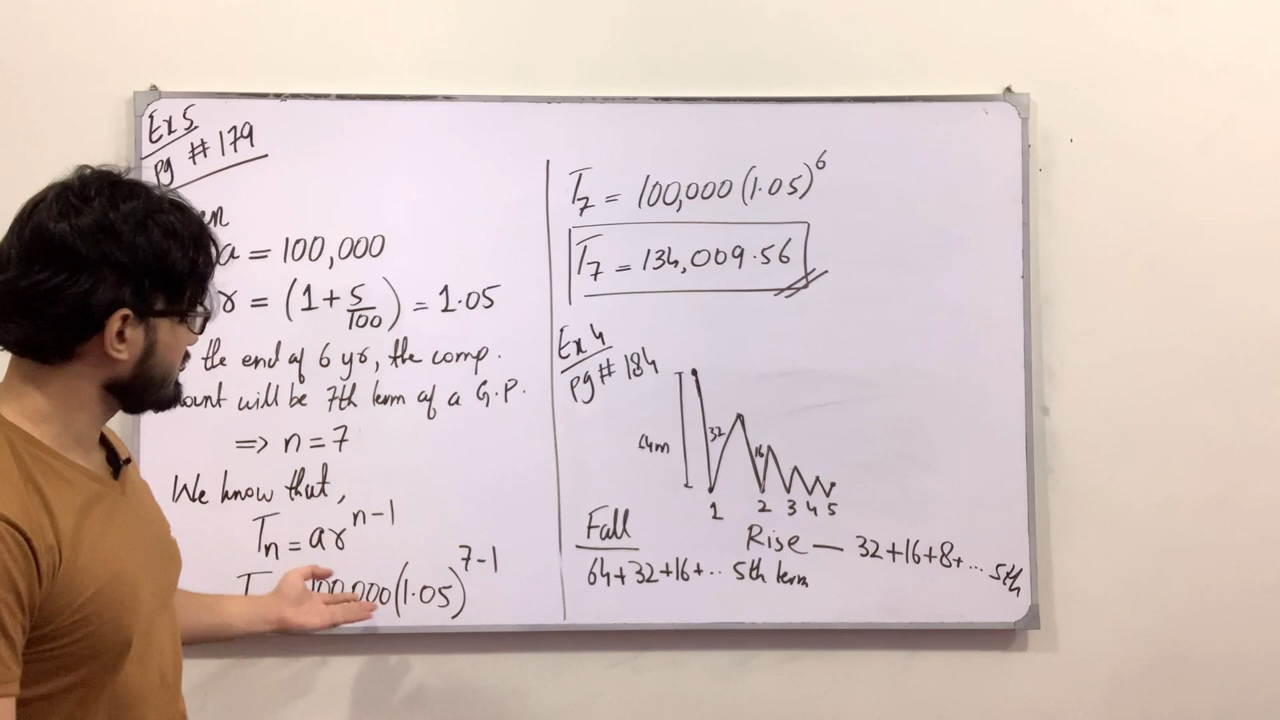 Ex 5
pg # 179
en
a = 100,000
r = (1 + 5/100) = 1.05
the end of 6 yr, the comp.
ount will be 7th term of a G.P.
=> n = 7
We know that,
Tn = ar^(n-1)
100,000 (1.05)^(7-1)
T7 = 100,000 (1.05)^6
T7 = 134,009.56
Ex 4
pg # 184
64m
32
16
1 2 3 4 5
Fall
64+32+16+.. 5th term
Rise — 32+16+8+... 5th